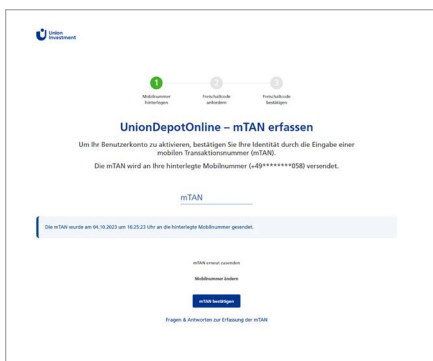 Union
Investment
1
2
3
Mobilnummer
hinterlegen
Freischaltcode
anfordern
Freischaltcode
bestätigen
UnionDepotOnline – mTAN erfassen
Um Ihr Benutzerkonto zu aktivieren, bestätigen Sie Ihre Identität durch die Eingabe einer
mobilen Transaktionsnummer (mTAN).
Die mTAN wird an Ihre hinterlegte Mobilnummer (+49********058) versendet.
mTAN
Die mTAN wurde am 04.10.2023 um 16:25:23 Uhr an die hinterlegte Mobilnummer gesendet.
mTAN erneut zusenden
Mobilnummer ändern
mTAN bestätigen
Fragen & Antworten zur Erfassung der mTAN